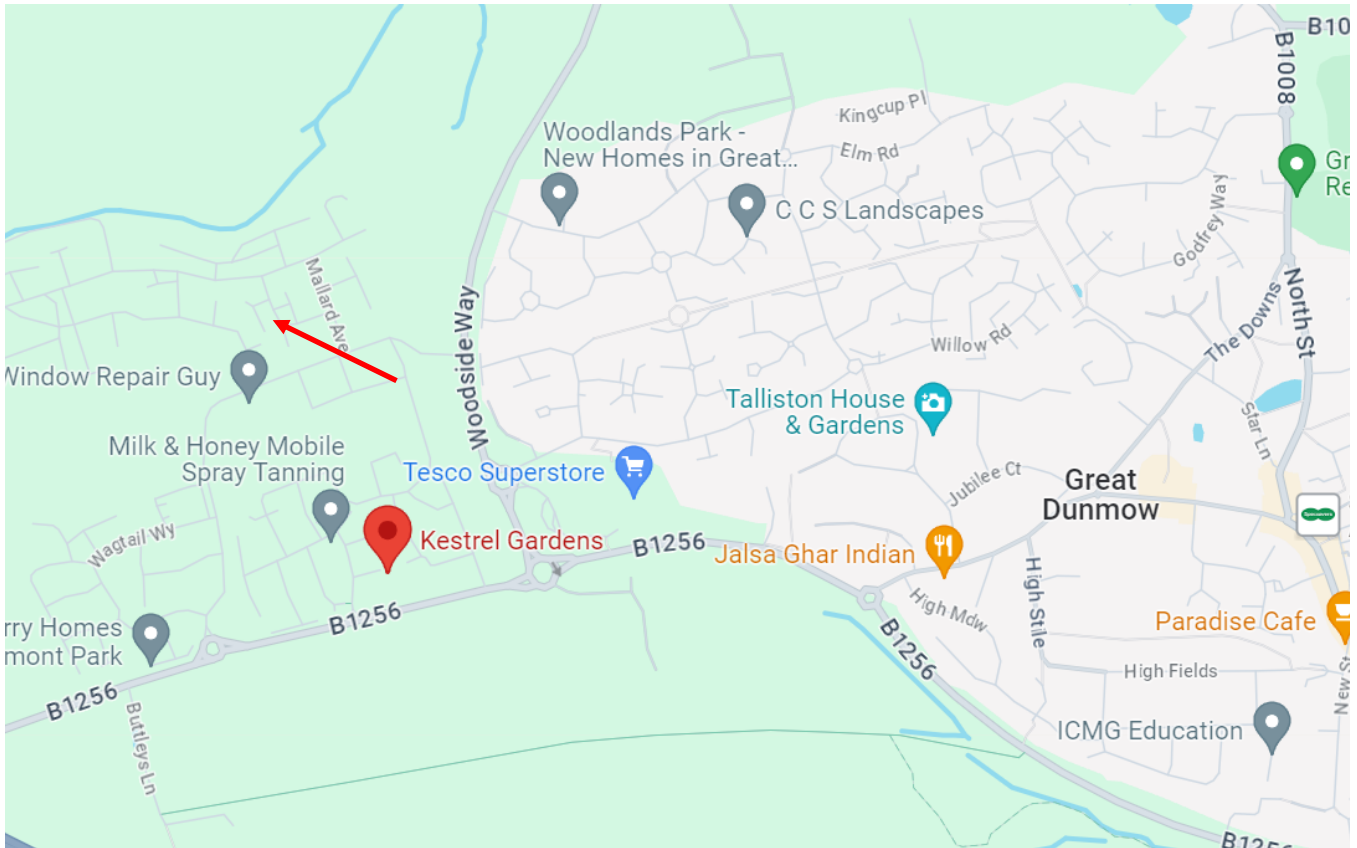 B10
B1008
Kingcup Pl
Woodlands Park -
New Homes in Great...
Elm Rd
Gr
Re
C C S Landscapes
Godfrey Way
Mallard Ave
North St
Woodside Way
The Downs
Willow Rd
Window Repair Guy
Talliston House
& Gardens
Star Ln
Milk & Honey Mobile
Spray Tanning
Tesco Superstore
Jubilee Ct
Great
Dunmow
Specsavers
Wagtail Wy
Kestrel Gardens
B1256
Jalsa Ghar Indian
High Stile
High Mdw
B1256
rry Homes
mont Park
Paradise Cafe
B1256
High Fields
New St
B1256
Buttleys Ln
ICMG Education
B1256